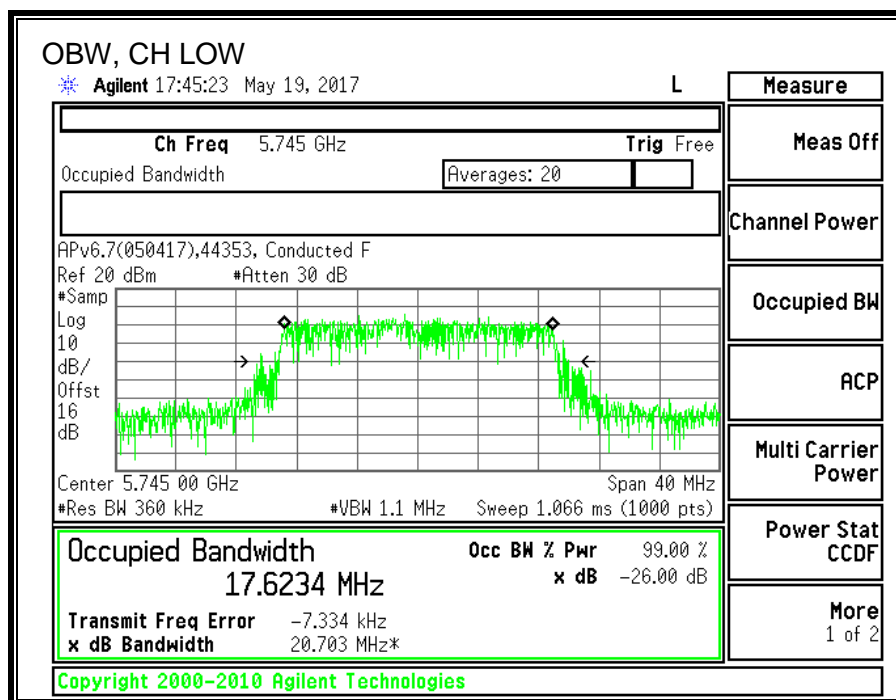 OBW, CH LOW
Agilent 17:45:23 May 19, 2017 L
Measure
Ch Freq 5.745 GHz Trig Free
Occupied Bandwidth Averages: 20
APv6.7(050417),44353, Conducted F
Ref 20 dBm #Atten 30 dB
#Samp
Log
10
dB/
Offst
16
dB
Center 5.745 00 GHz Span 40 MHz
#Res BW 360 kHz #VBW 1.1 MHz Sweep 1.066 ms (1000 pts)
Occupied Bandwidth Occ BW % Pwr 99.00 %
17.6234 MHz x dB -26.00 dB
Transmit Freq Error -7.334 kHz
x dB Bandwidth 20.703 MHz*
Meas Off
Channel Power
Occupied BW
ACP
Multi Carrier
Power
Power Stat
CCDF
More
1 of 2
Copyright 2000-2010 Agilent Technologies